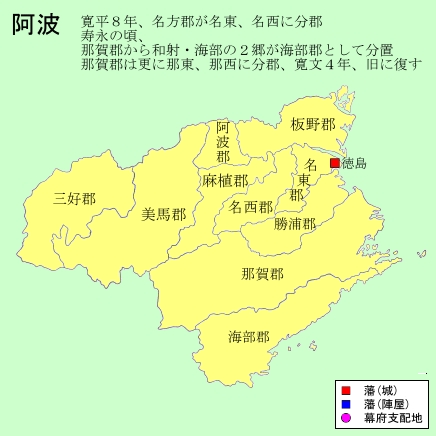 阿波
寛平８年、名方郡が名東、名西に分郡
寿永の頃、
那賀郡から和射・海部の２郷が海部郡として分置
那賀郡は更に那東、那西に分郡、寛文４年、旧に復す
板野郡
阿波郡
名東郡
徳島
麻植郡
三好郡
美馬郡
名西郡
勝浦郡
那賀郡
海部郡
藩(城)
藩(陣屋)
幕府支配地